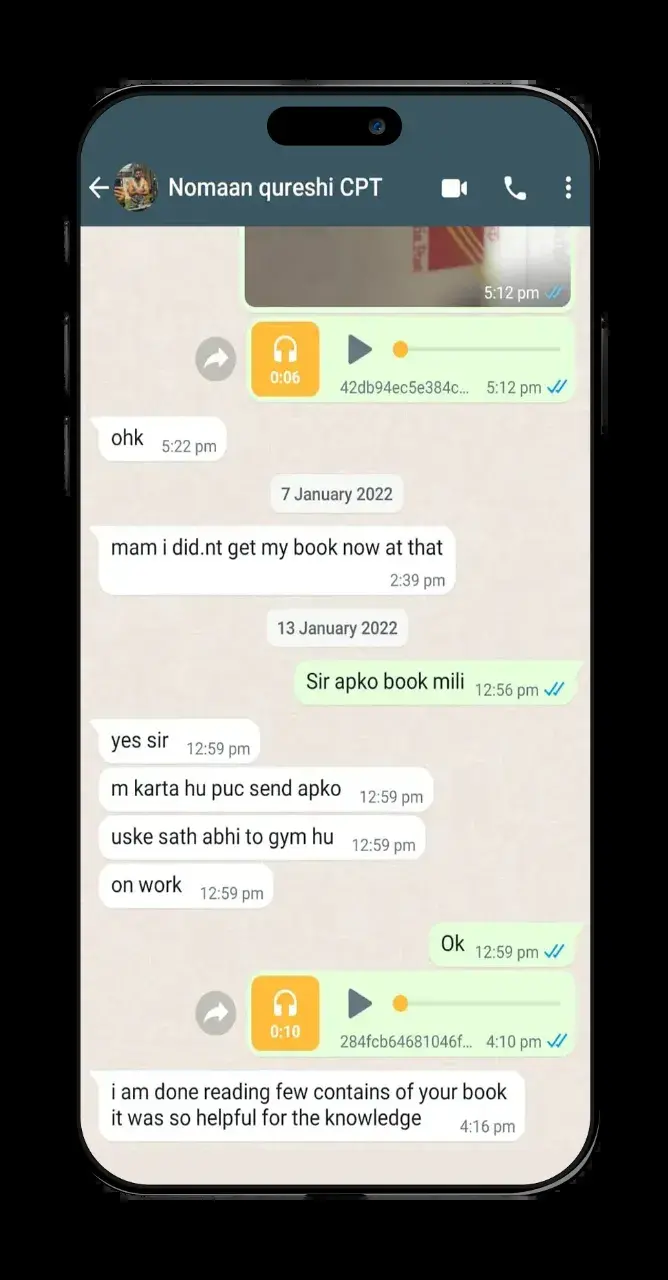 Nomaan qureshi CPT
5:12 pm
0:06
42db94ec5e384c... 5:12 pm
ohk 5:22 pm
7 January 2022
mam i did.nt get my book now at that
2:39 pm
13 January 2022
Sir apko book mili 12:56 pm
yes sir 12:59 pm
m karta hu puc send apko 12:59 pm
uske sath abhi to gym hu 12:59 pm
on work 12:59 pm
Ok 12:59 pm
0:10
284fcb64681046f... 4:10 pm
i am done reading few contains of your book
it was so helpful for the knowledge 4:16 pm